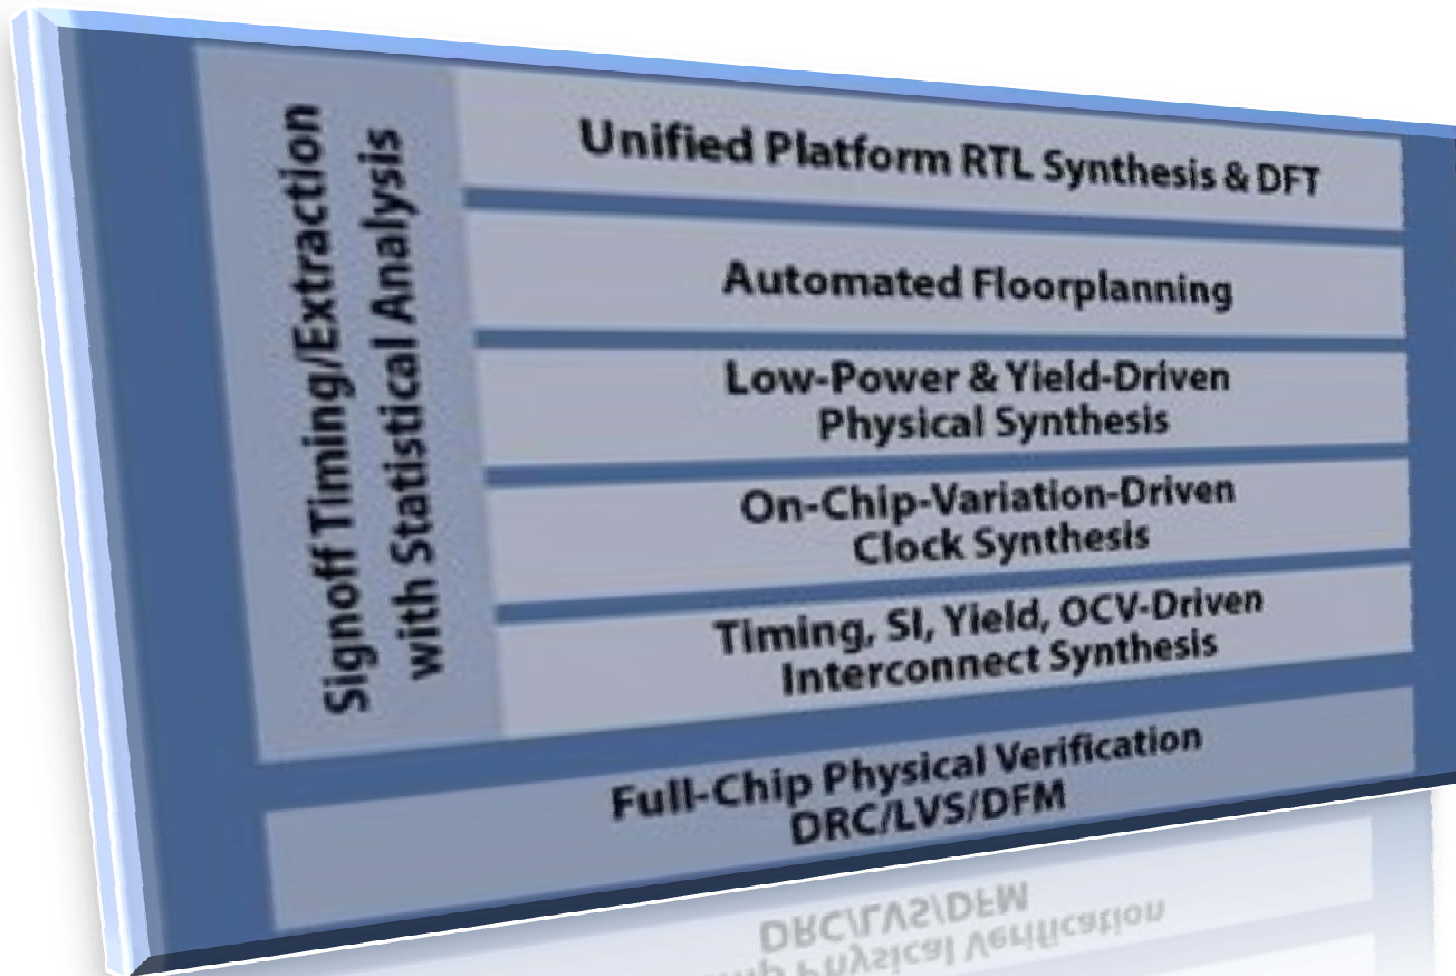 Signoff Timing/Extraction
with Statistical Analysis
Unified Platform RTL Synthesis & DFT
Automated Floorplanning
Low-Power & Yield-Driven
Physical Synthesis
On-Chip-Variation-Driven
Clock Synthesis
Timing, SI, Yield, OCV-Driven
Interconnect Synthesis
Full-Chip Physical Verification
DRC/LVS/DFM